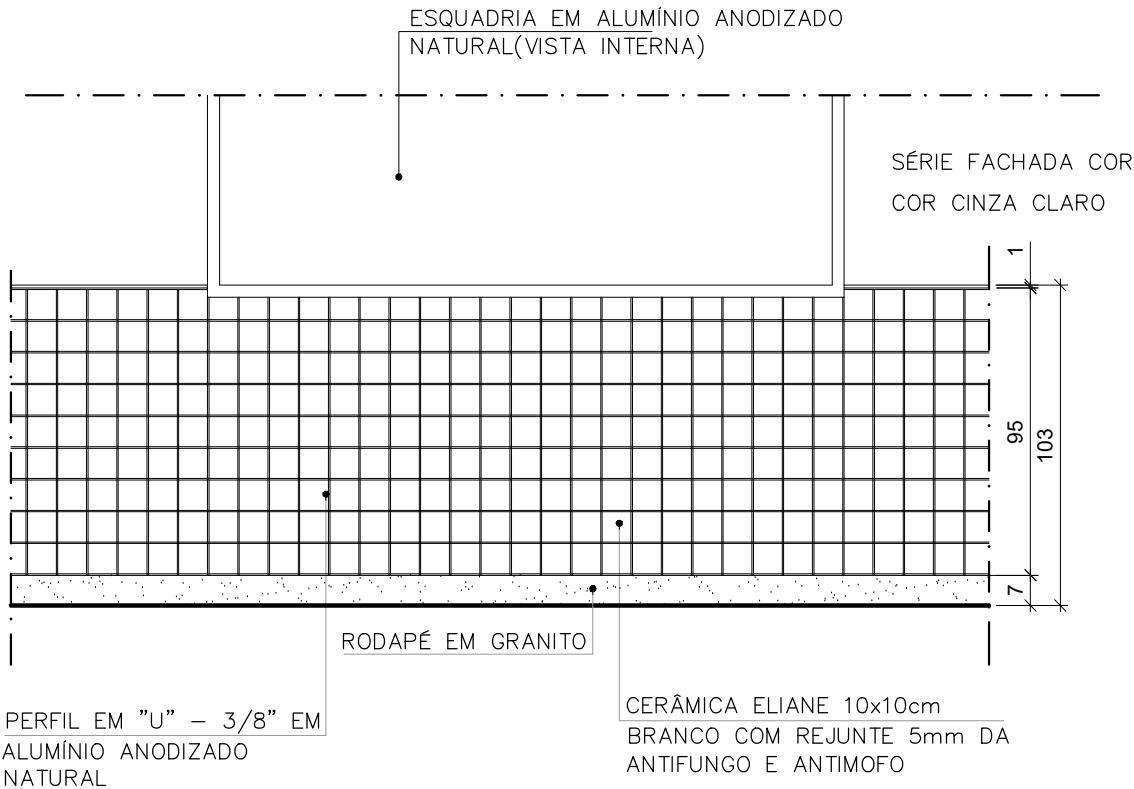 ESQUADRIA EM ALUMÍNIO ANODIZADO
NATURAL(VISTA INTERNA)
SÉRIE FACHADA COR
COR CINZA CLARO
1
95
103
7
RODAPÉ EM GRANITO
PERFIL EM "U" – 3/8" EM
ALUMÍNIO ANODIZADO
NATURAL
CERÂMICA ELIANE 10x10cm
BRANCO COM REJUNTE 5mm DA
ANTIFUNGO E ANTIMOFO